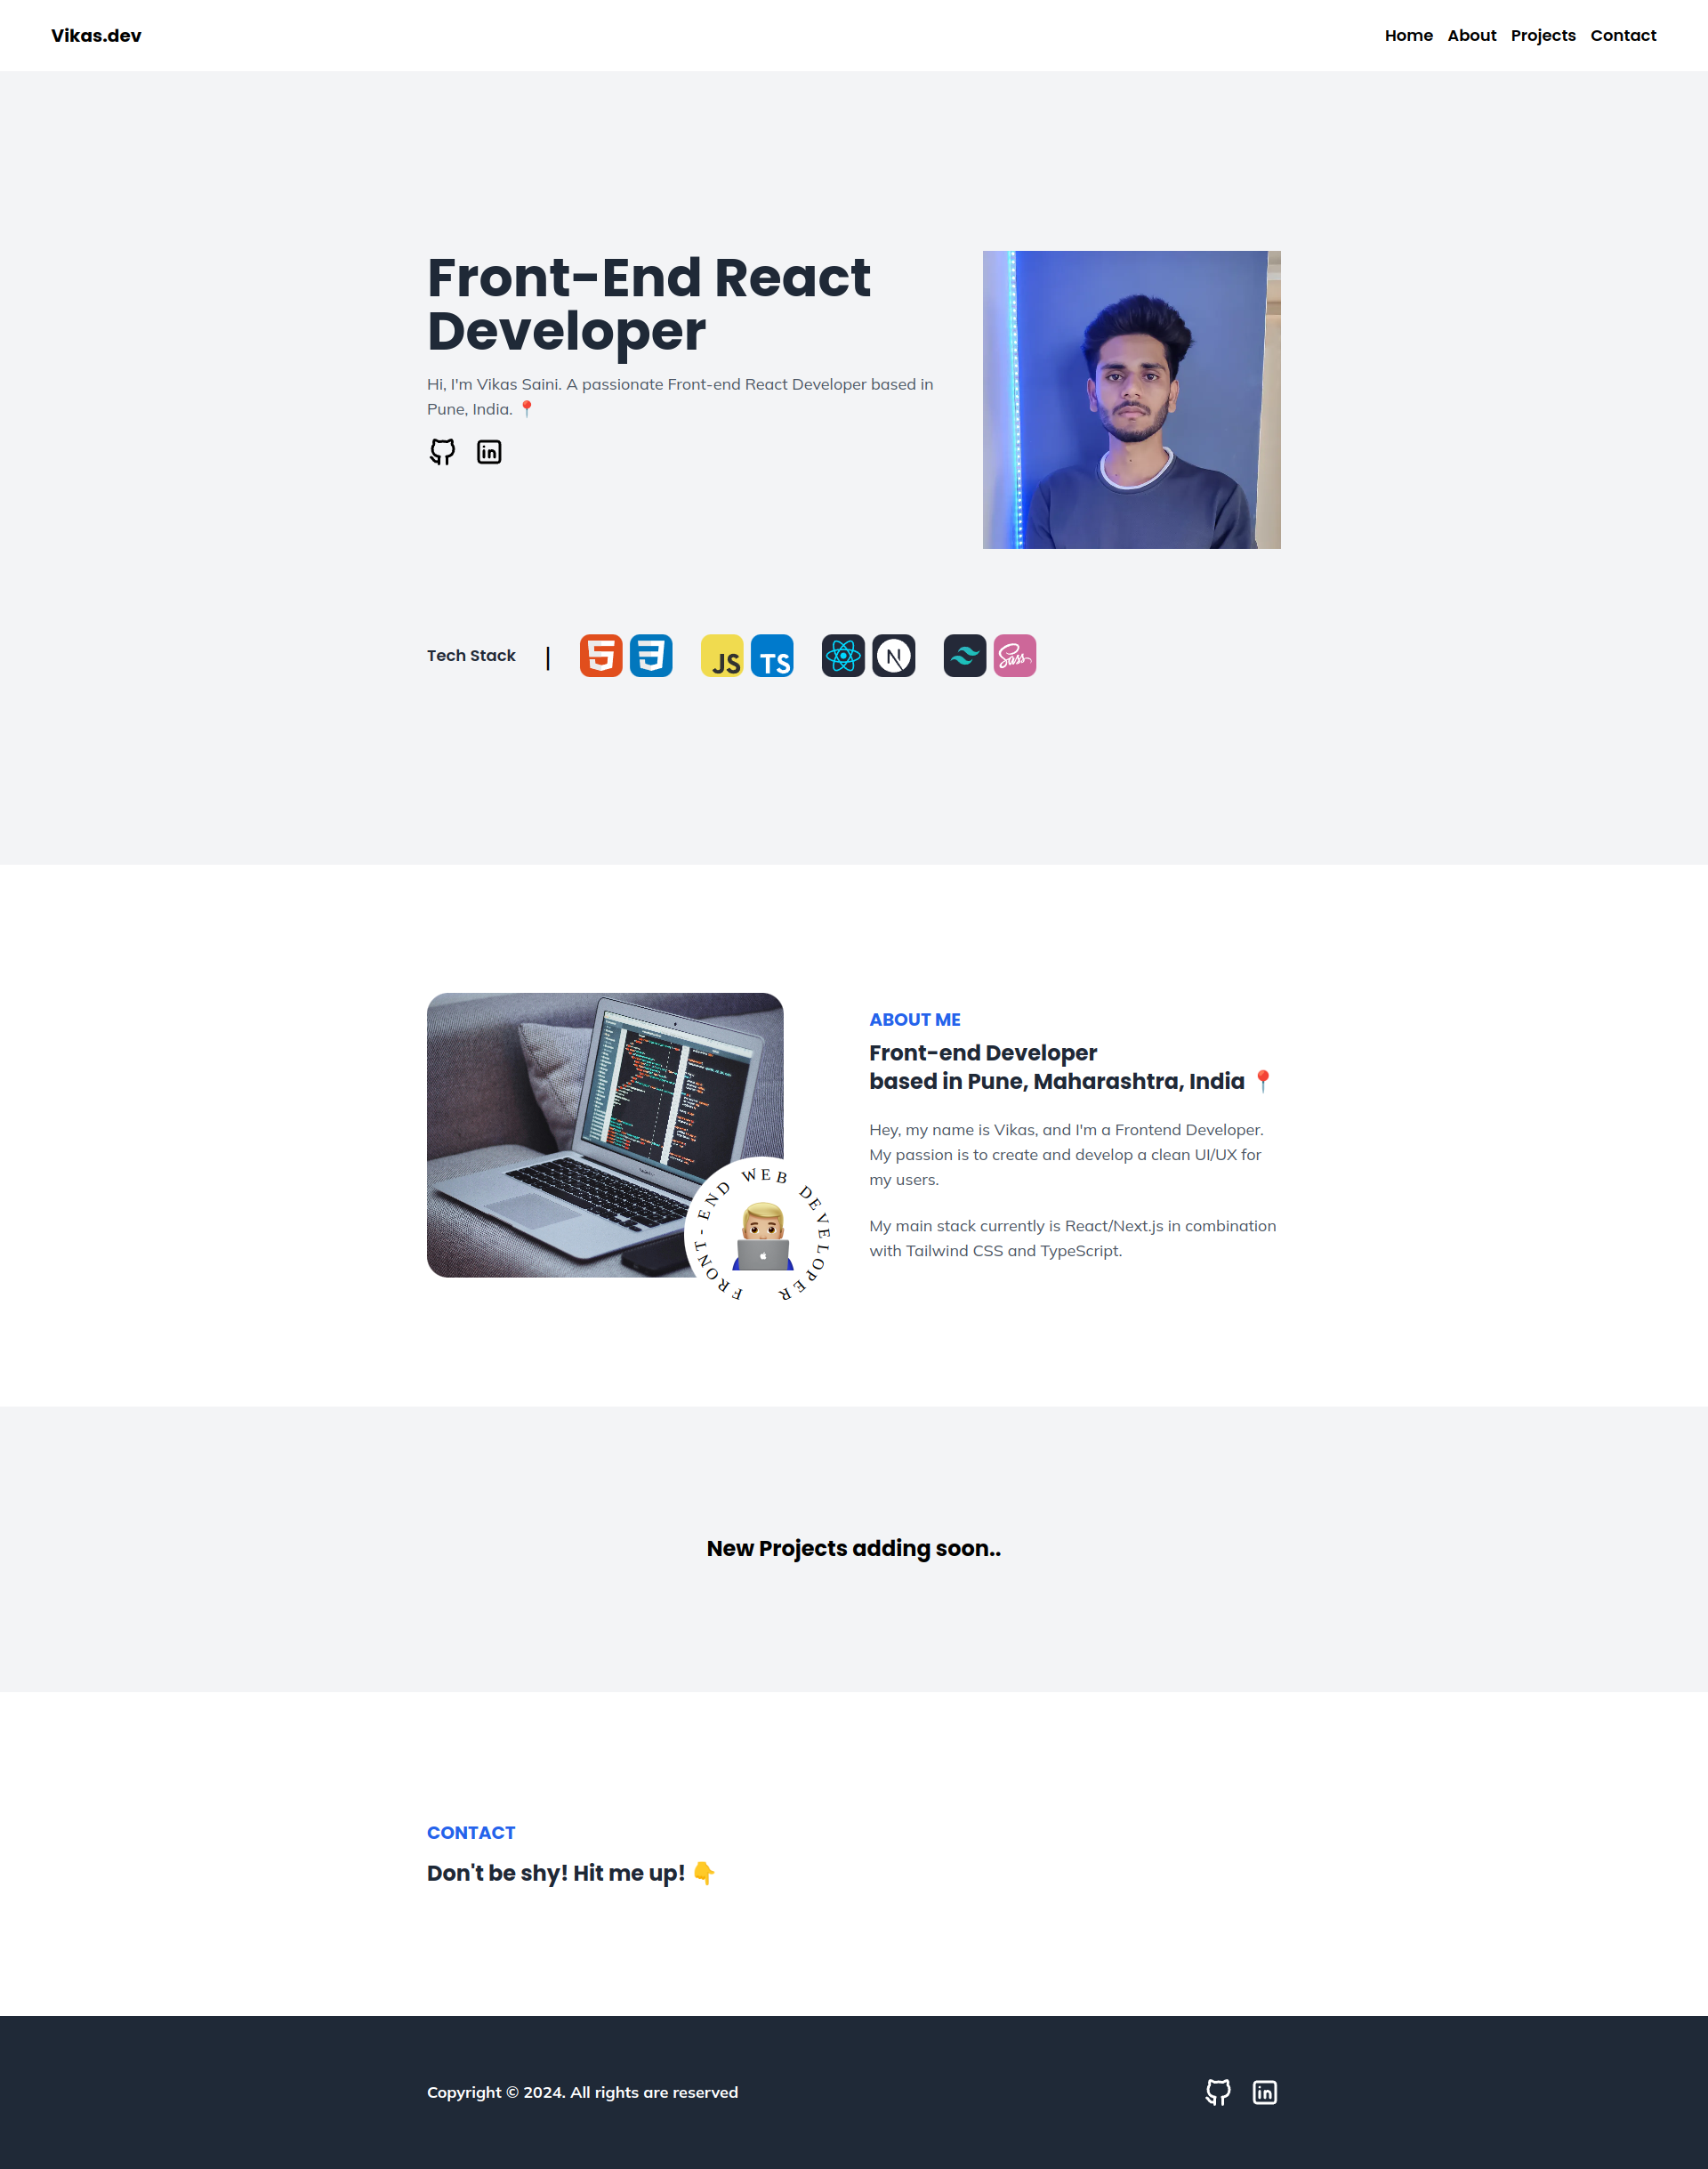 Vikas.dev
Home About Projects Contact
Front-End React
Developer
Hi, I'm Vikas Saini. A passionate Front-end React Developer based in
Pune, India. 📍
Tech Stack |
JS
TS
N
Sass
FRONT-END WEB DEVELOPER
ABOUT ME
Front-end Developer
based in Pune, Maharashtra, India 📍
Hey, my name is Vikas, and I'm a Frontend Developer.
My passion is to create and develop a clean UI/UX for
my users.
My main stack currently is React/Next.js in combination
with Tailwind CSS and TypeScript.
New Projects adding soon..
CONTACT
Don't be shy! Hit me up! 👇
Copyright © 2024. All rights are reserved